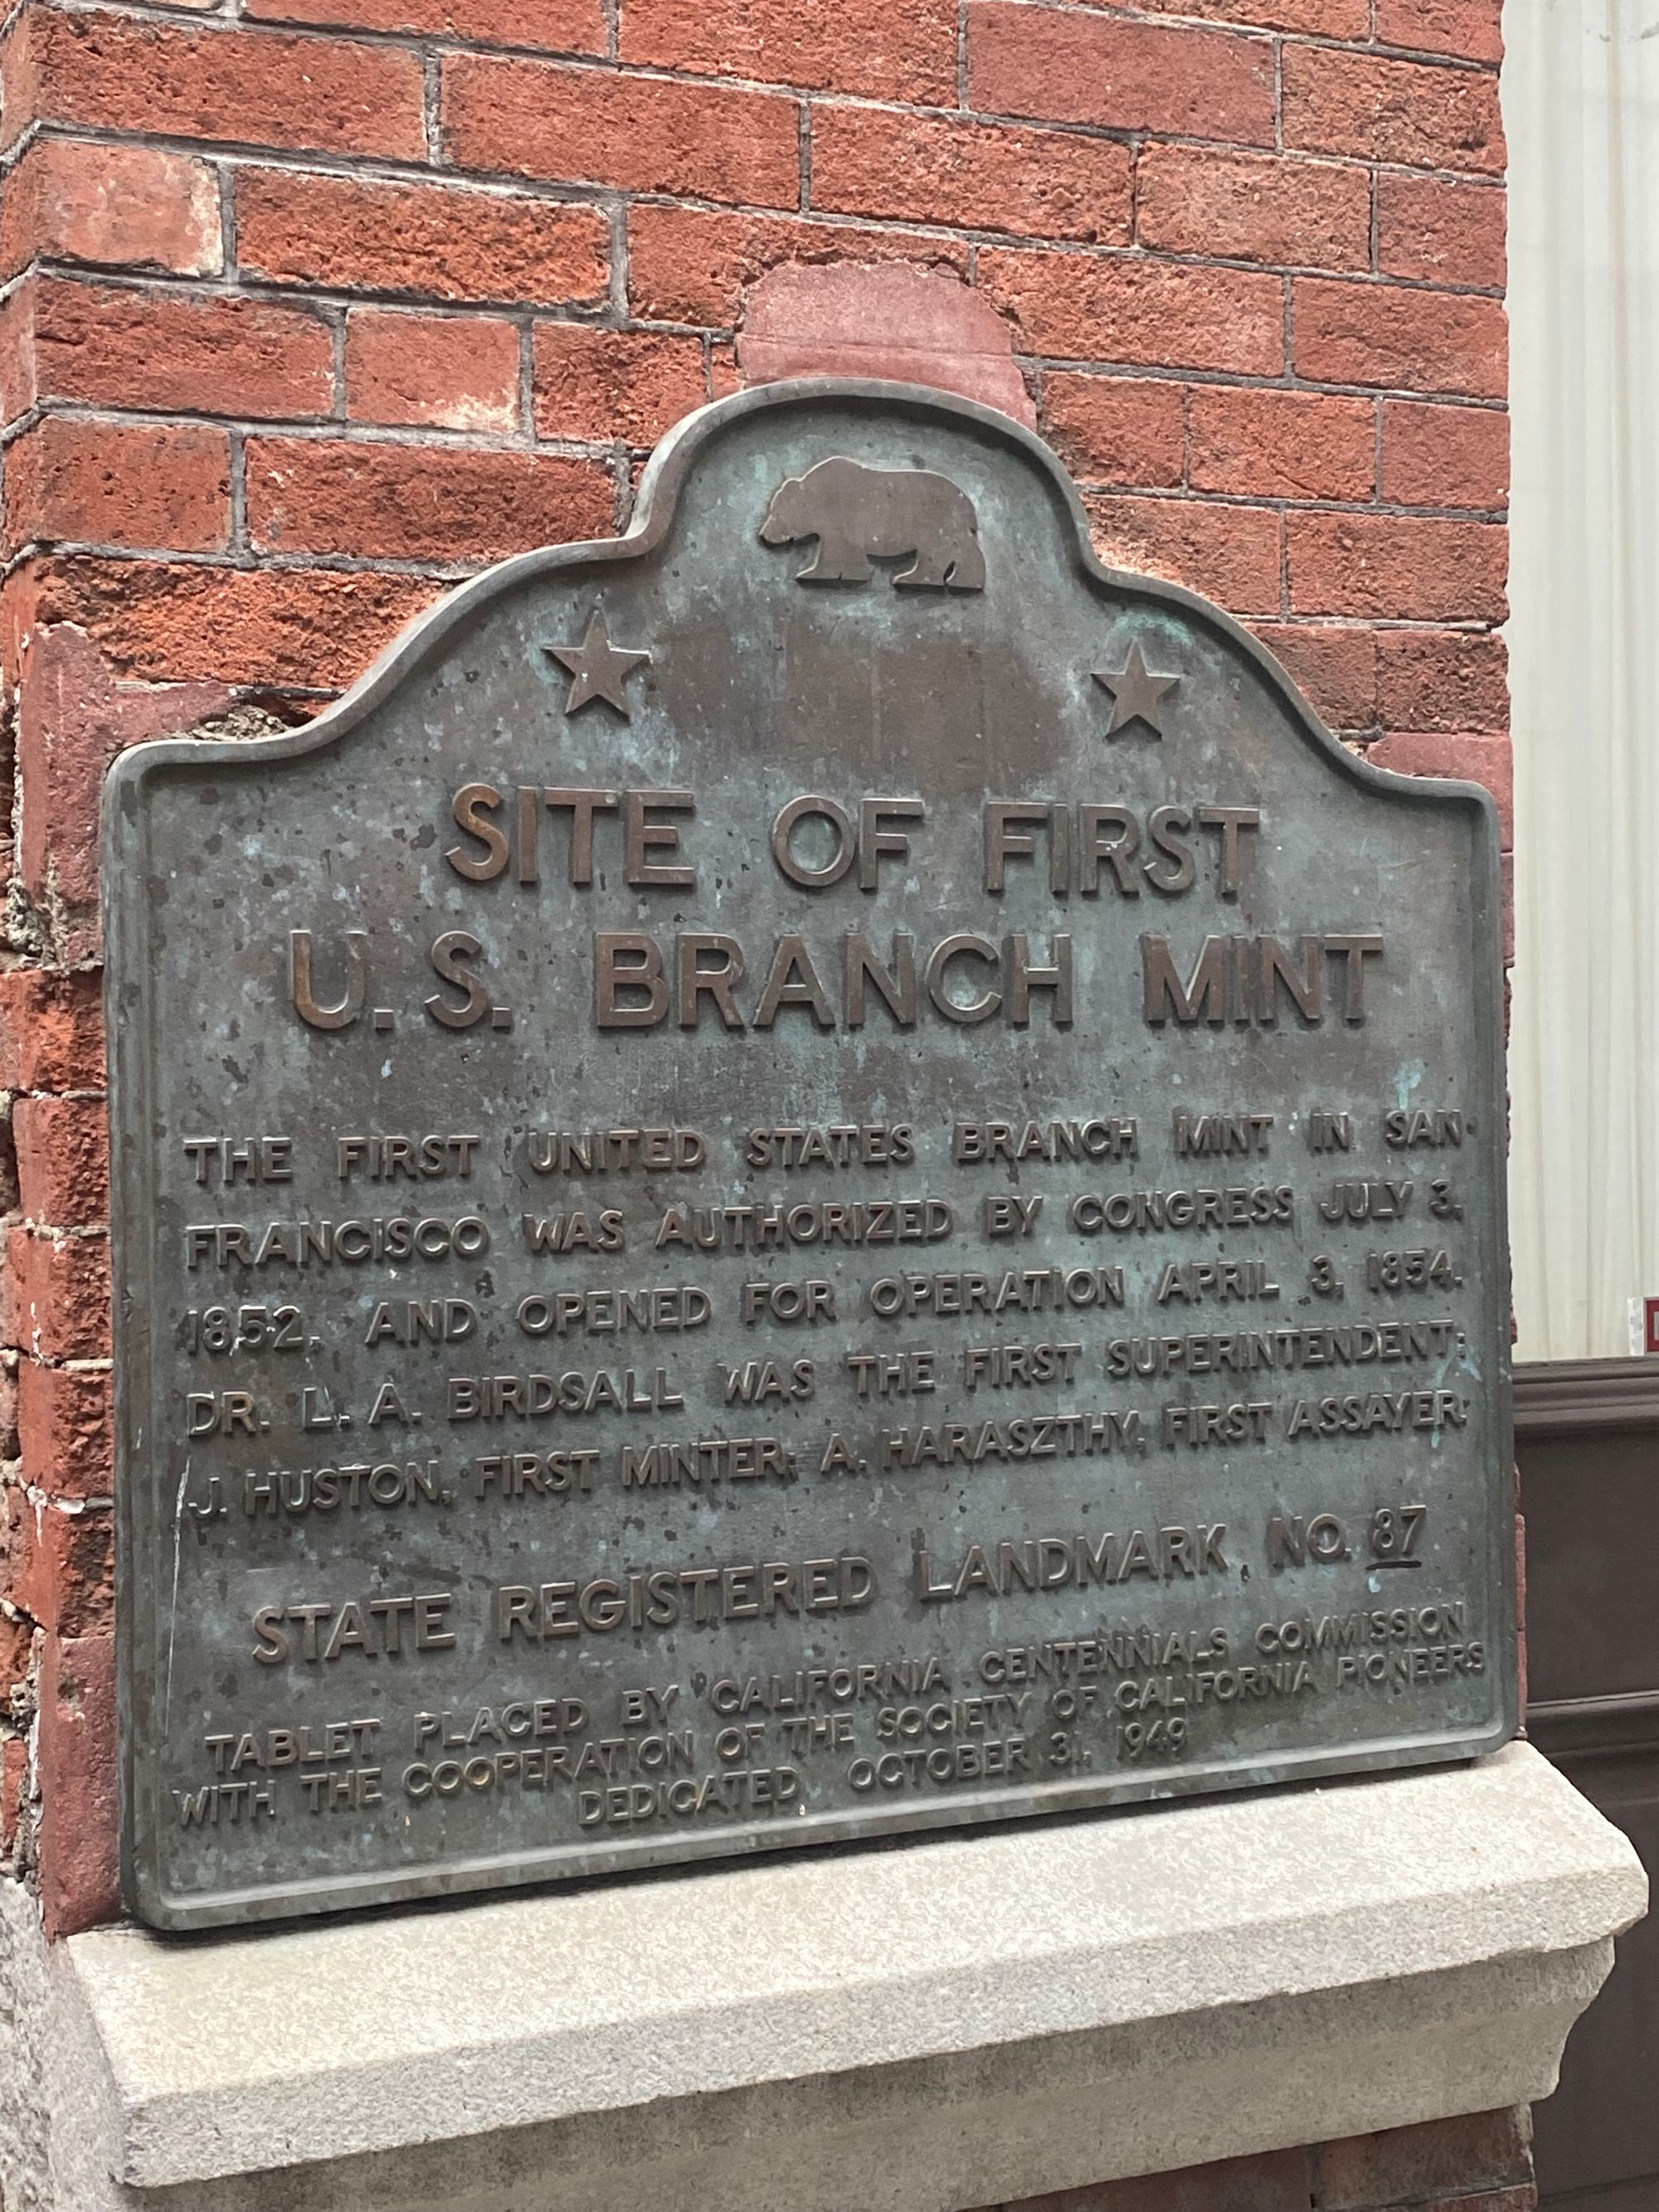 SITE OF FIRST
U.S. BRANCH MINT
THE FIRST UNITED STATES BRANCH MINT IN SAN-
FRANCISCO WAS AUTHORIZED BY CONGRESS JULY 3,
1852, AND OPENED FOR OPERATION APRIL 3, 1854.
DR. L. A. BIRDSALL WAS THE FIRST SUPERINTENDENT;
J. HUSTON, FIRST MINTER; A. HARASZTHY, FIRST ASSAYER.
STATE REGISTERED LANDMARK NO. 87
TABLET PLACED BY CALIFORNIA CENTENNIALS COMMISSION
WITH THE COOPERATION OF THE SOCIETY OF CALIFORNIA PIONEERS
DEDICATED OCTOBER 31, 1949